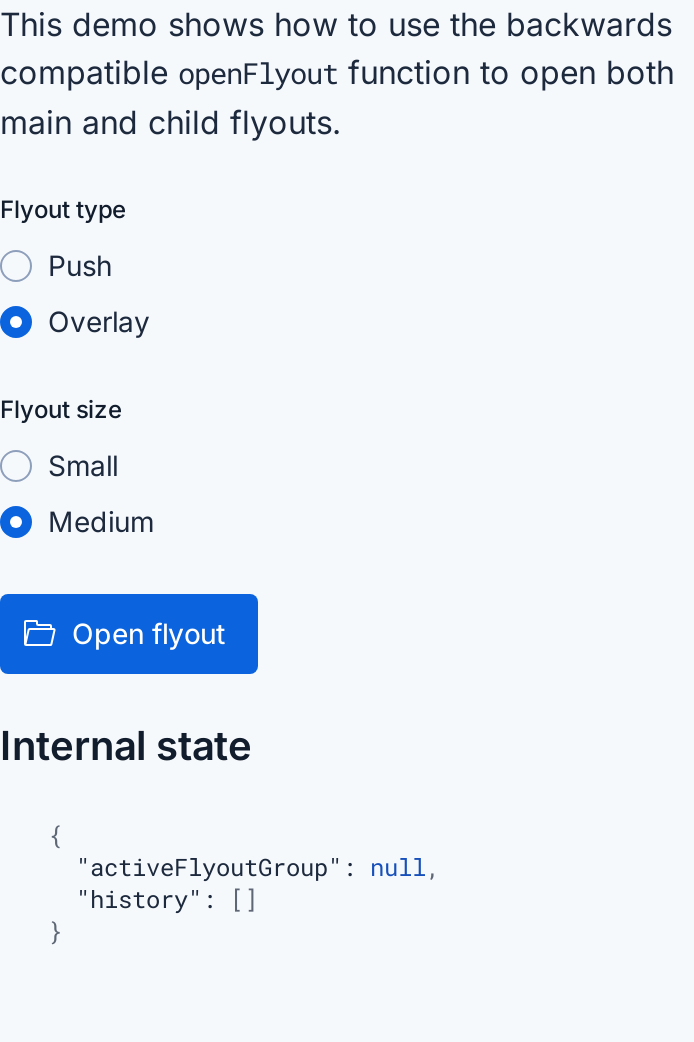 This demo shows how to use the backwards
compatible openFlyout function to open both
main and child flyouts.
Flyout type
Push
Overlay
Flyout size
Small
Medium
Open flyout
Internal state
{
  "activeFlyoutGroup": null,
  "history": []
}